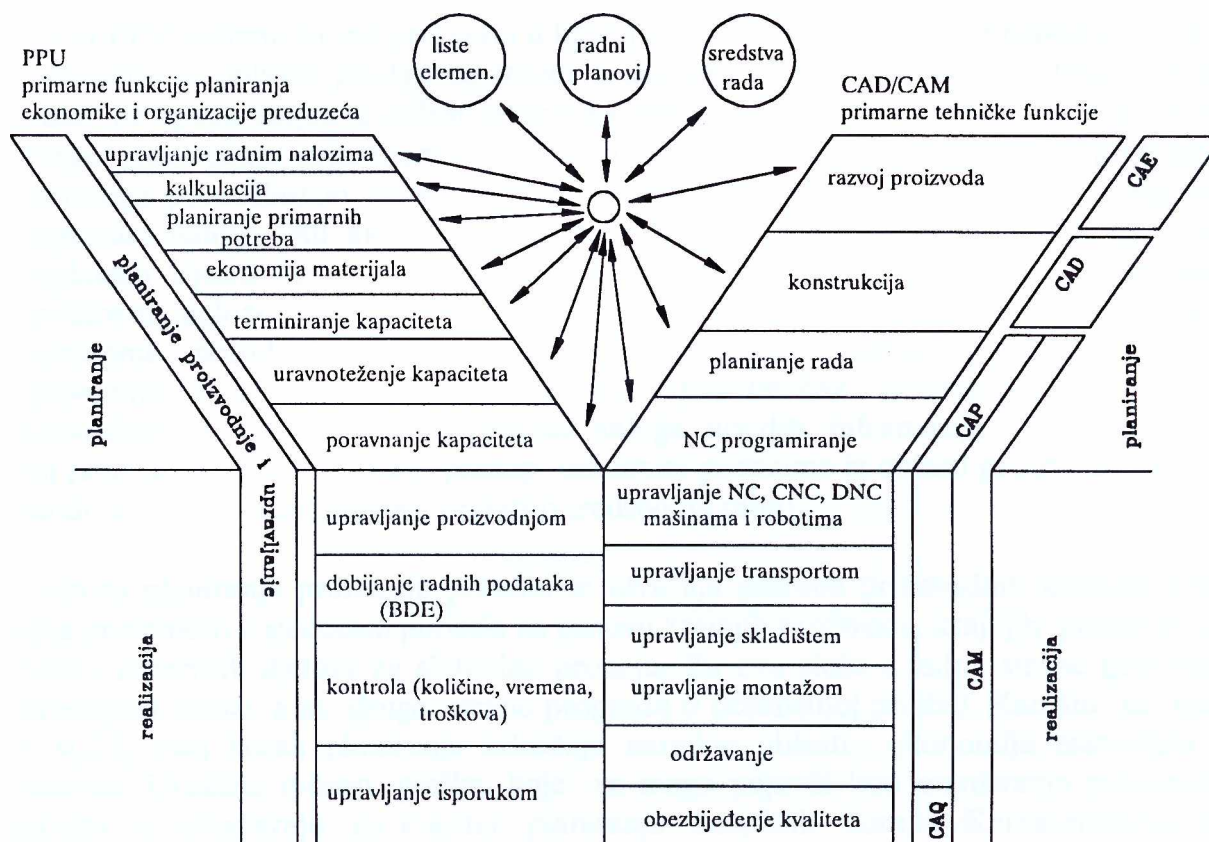 liste
elemen.
radni
planovi
sredstva
rada
PPU
primarne funkcije planiranja
ekonomike i organizacije preduzeća
CAD/CAM
primarne tehničke funkcije
upravljanje radnim nalozima
kalkulacija
planiranje primarnih
potreba
ekonomija materijala
terminiranje kapaciteta
uravnoteženje kapaciteta
poravnanje kapaciteta
razvoj proizvoda
konstrukcija
planiranje rada
NC programiranje
CAE
CAD
CAP
planiranje
planiranje proizvodnje i
upravljanje
planiranje
upravljanje proizvodnjom
dobijanje radnih podataka
(BDE)
kontrola (količine, vremena,
troškova)
upravljanje isporukom
upravljanje NC, CNC, DNC
mašinama i robotima
upravljanje transportom
upravljanje skladištem
upravljanje montažom
održavanje
obezbijeđenje kvaliteta
realizacija
CAQ
CAM
realizacija